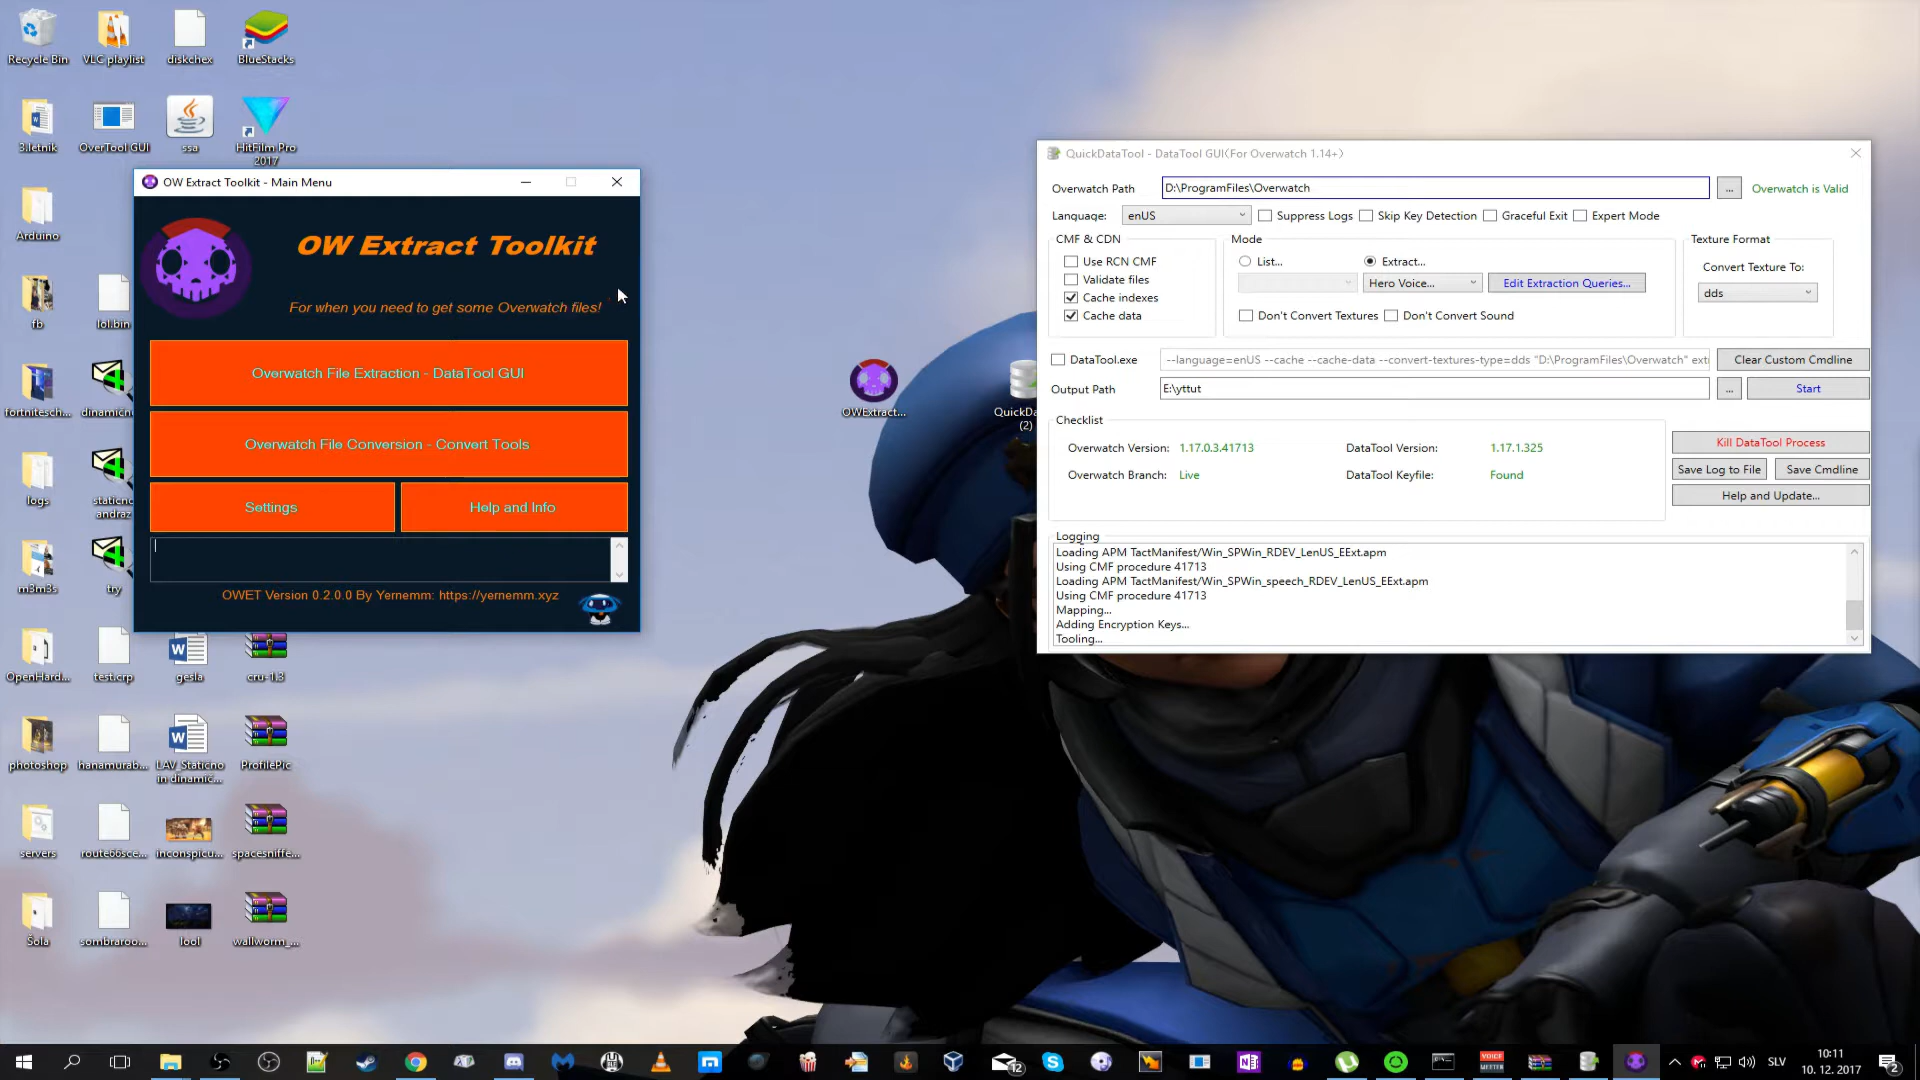 Recycle Bin
VLC playlist
diskchex
BlueStacks
3.letnik
OverTool GUI
ssa
HitFilm Pro
2017
Arduino
fb
lol.bin
fortnitesch...
dinamicn
logs
staticno
andraz
m3m3s
try
OpenHard...
test.crp
gesla
cru-1.3
photoshop
hanamurab...
LAV_Statično
in dinamič...
ProfilePic
servers
route66sce...
inconspicu...
spacesniffe...
Šola
sombraroo...
lool
wallworm_...
OWExtract...
QuickDa
(2)
OW Extract Toolkit - Main Menu
OW Extract Toolkit
For when you need to get some Overwatch files!
Overwatch File Extraction - DataTool GUI
Overwatch File Conversion - Convert Tools
Settings
Help and Info
OWET Version 0.2.0.0 By Yernemm: https://yernemm.xyz
QuickDataTool - DataTool GUI(For Overwatch 1.14+)
Overwatch Path
D:\ProgramFiles\Overwatch
...
Overwatch is Valid
Language:
enUS
Suppress Logs
Skip Key Detection
Graceful Exit
Expert Mode
CMF & CDN
Use RCN CMF
Validate files
Cache indexes
Cache data
Mode
List...
Extract...
Hero Voice...
Edit Extraction Queries...
Don't Convert Textures
Don't Convert Sound
Texture Format
Convert Texture To:
dds
DataTool.exe
--language=enUS --cache --cache-data --convert-textures-type=dds "D:\ProgramFiles\Overwatch" ext
Clear Custom Cmdline
Output Path
E:\yttut
...
Start
Checklist
Overwatch Version:
1.17.0.3.41713
DataTool Version:
1.17.1.325
Overwatch Branch:
Live
DataTool Keyfile:
Found
Kill DataTool Process
Save Log to File
Save Cmdline
Help and Update...
Logging
Loading APM TactManifest/Win_SPWin_RDEV_LenUS_EExt.apm
Using CMF procedure 41713
Loading APM TactManifest/Win_SPWin_speech_RDEV_LenUS_EExt.apm
Using CMF procedure 41713
Mapping...
Adding Encryption Keys...
Tooling...
12
VOICE
MEETER
SLV
10:11
10. 12. 2017
2